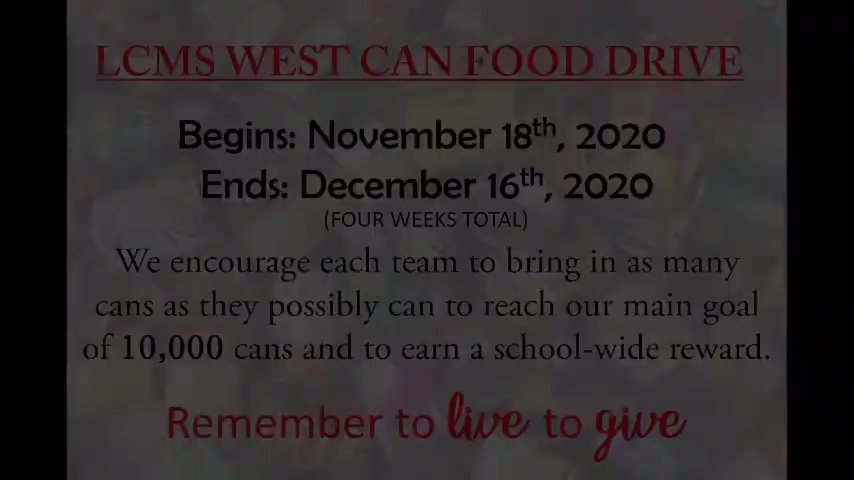 LCMS WEST CAN FOOD DRIVE
Begins: November 18th, 2020
Ends: December 16th, 2020
(FOUR WEEKS TOTAL)
We encourage each team to bring in as many
cans as they possibly can to reach our main goal
of 10,000 cans and to earn a school-wide reward.
Remember to live to give